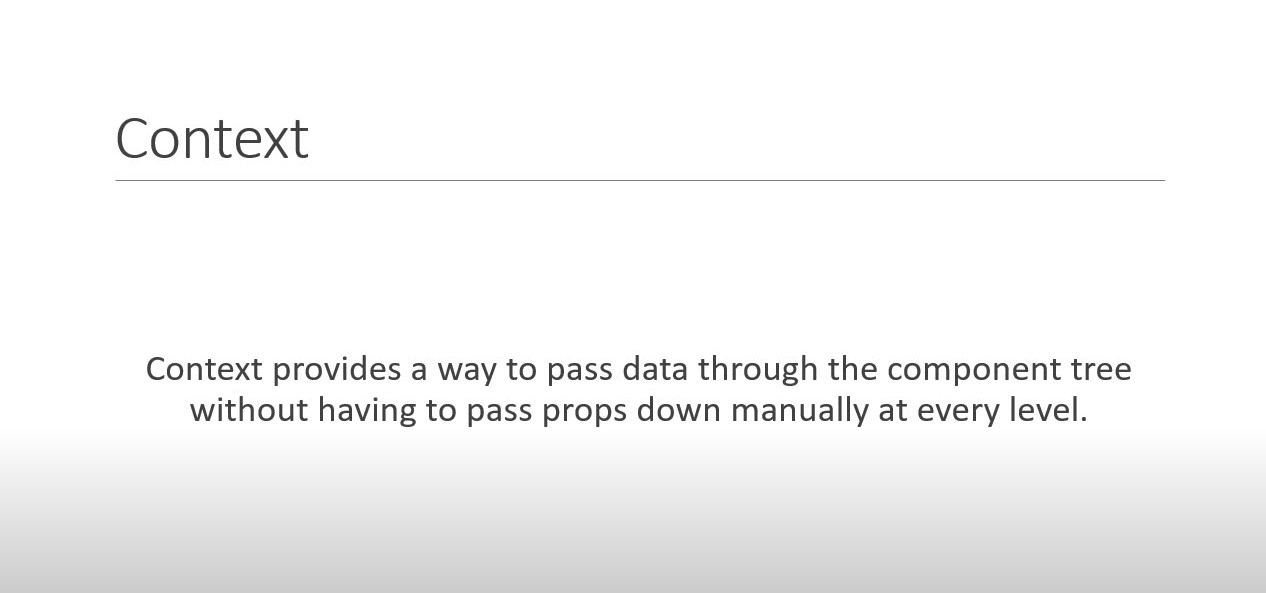 Context
Context provides a way to pass data through the component tree
without having to pass props down manually at every level.